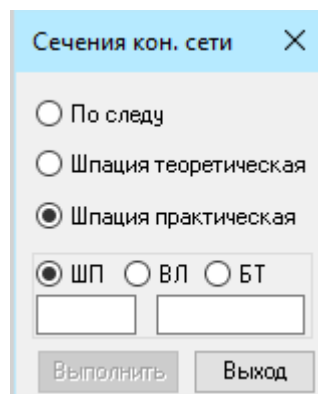 Сечения кон. сети
По следу
Шпация теоретическая
Шпация практическая
ШП ВЛ БТ
Выполнить Выход